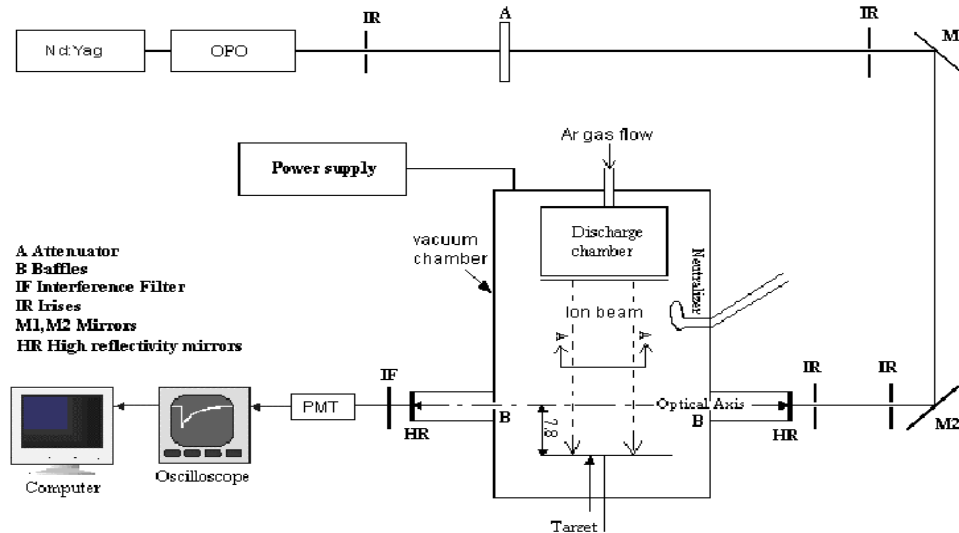 IR
A
IR
M1
Nd:Yag
OPO
Ar gas flow
Power supply
Discharge
chamber
vacuum
chamber
Neutralizer
A Attenuator
B Baffles
IF Interference Filter
IR Irises
M1,M2 Mirrors
HR High reflectivity mirrors
Ion beam
A
A
IF
IR
IR
PMT
B
Optical Axis
B
HR
HR
M2
7.8
Oscilloscope
Computer
Target